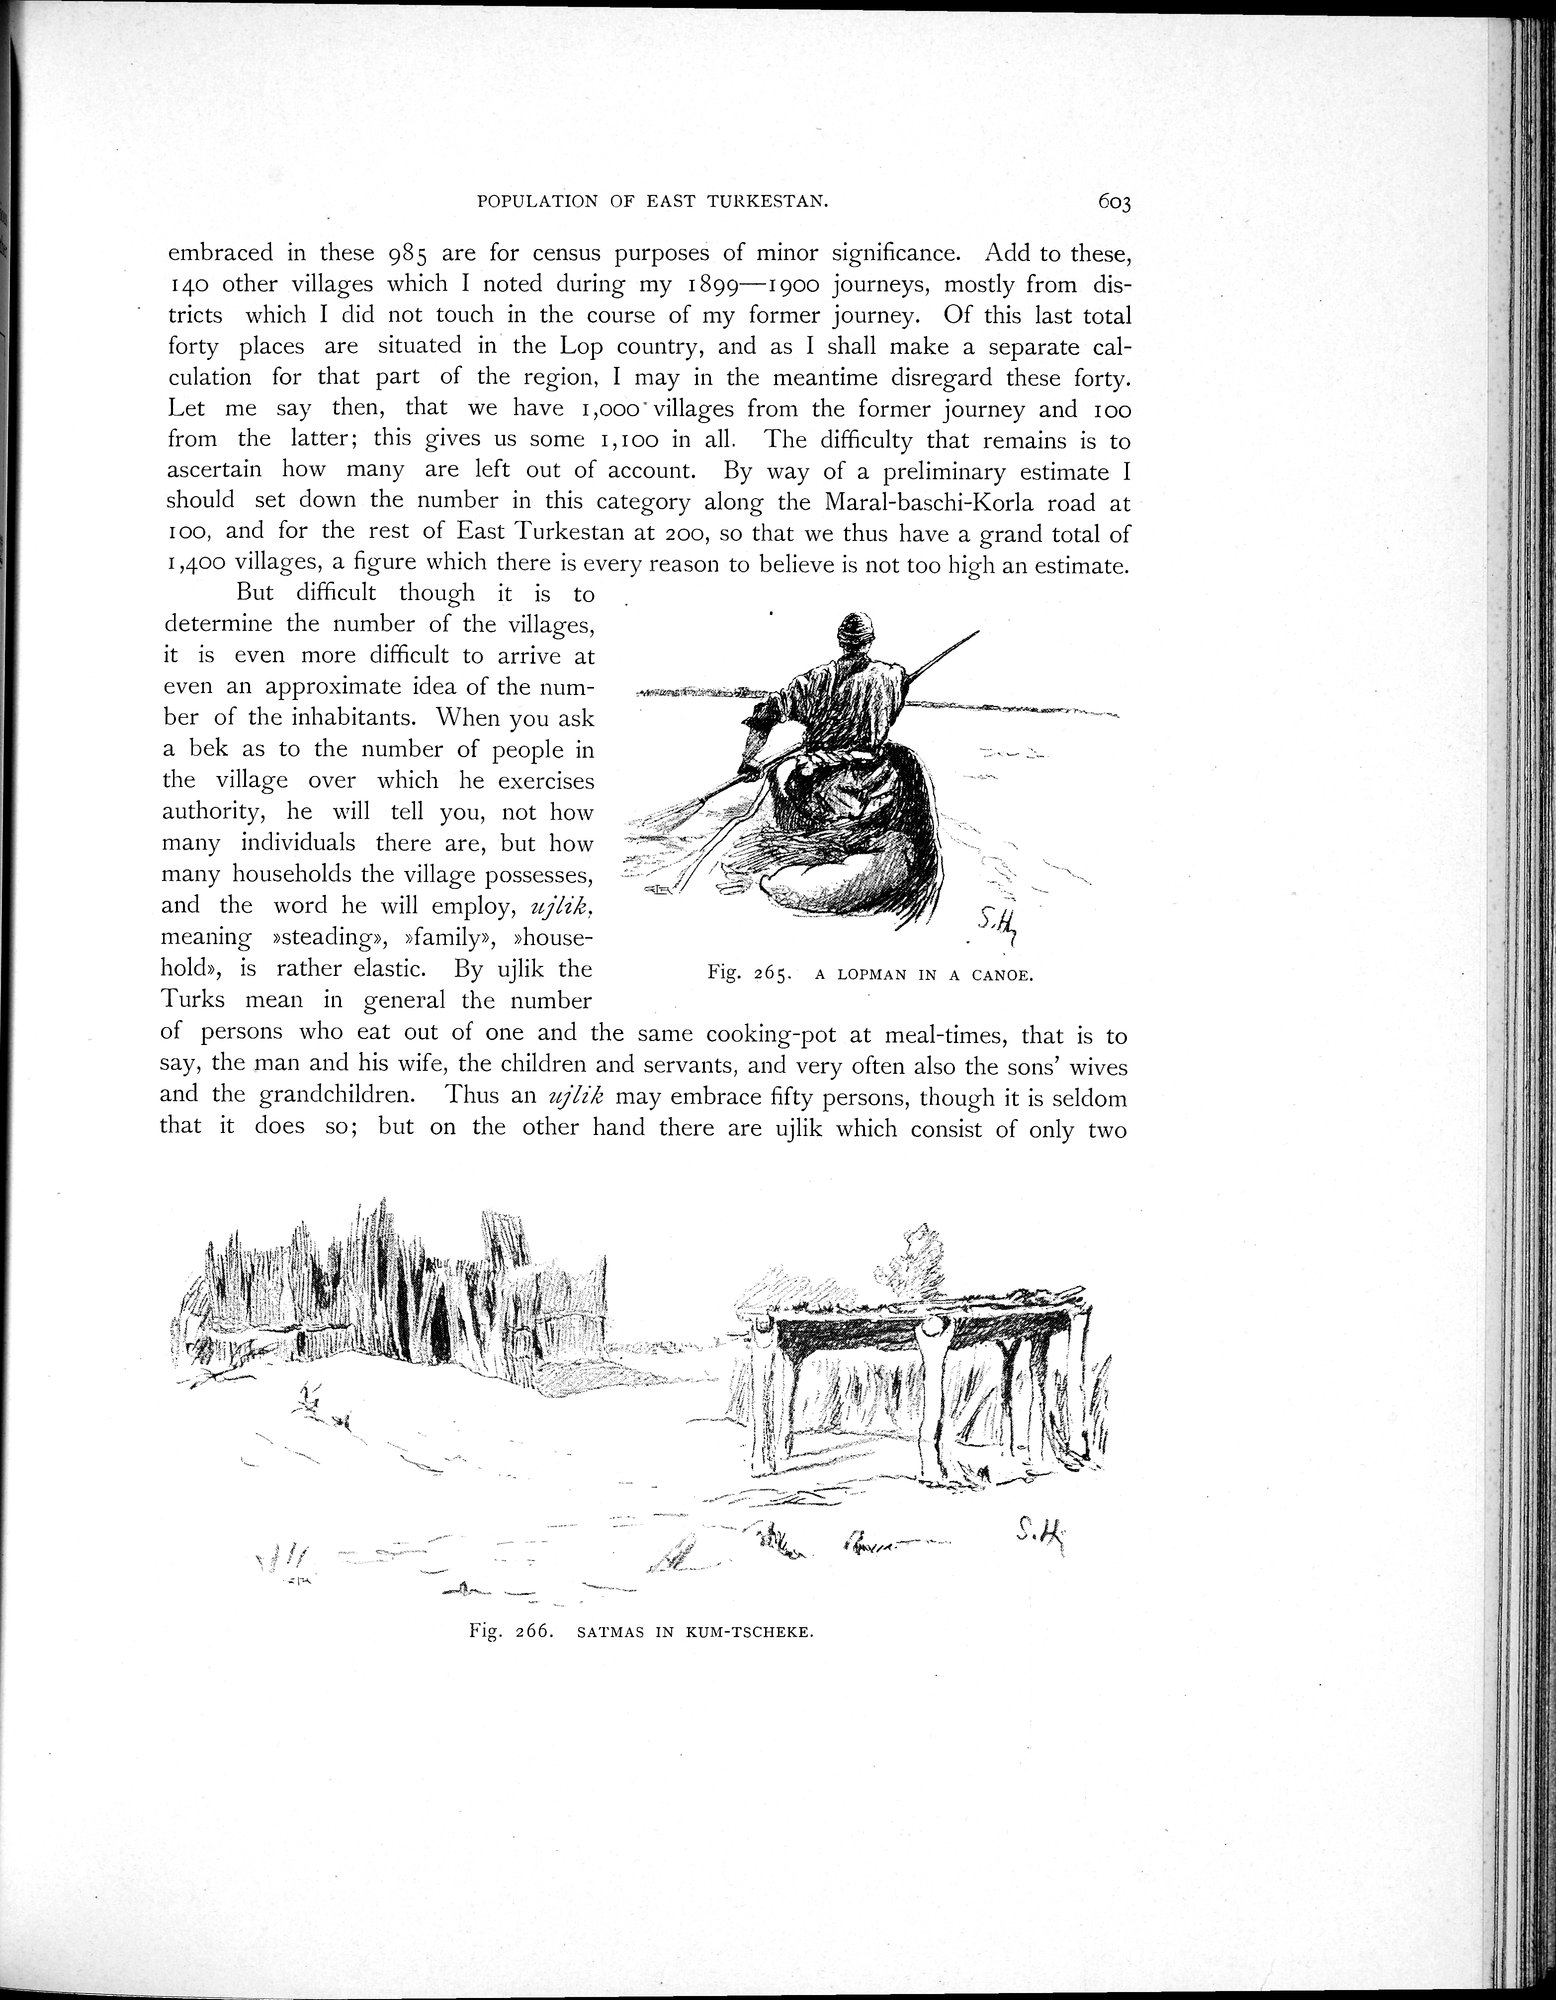 POPULATION OF EAST TURKESTAN. 603
embraced in these 985 are for census purposes of minor significance. Add to these,
140 other villages which I noted during my 1899—1900 journeys, mostly from dis-
tricts which I did not touch in the course of my former journey. Of this last total
forty places are situated in the Lop country, and as I shall make a separate cal-
culation for that part of the region, I may in the meantime disregard these forty.
Let me say then, that we have 1,000 villages from the former journey and 100
from the latter; this gives us some 1,100 in all. The difficulty that remains is to
ascertain how many are left out of account. By way of a preliminary estimate I
should set down the number in this category along the Maral-baschi-Korla road at
100, and for the rest of East Turkestan at 200, so that we thus have a grand total of
1,400 villages, a figure which there is every reason to believe is not too high an estimate.
But difficult though it is to
determine the number of the villages,
it is even more difficult to arrive at
even an approximate idea of the num-
ber of the inhabitants. When you ask
a bek as to the number of people in
the village over which he exercises
authority, he will tell you, not how
many individuals there are, but how
many households the village possesses,
and the word he will employ, ujlik,
meaning »steading», »family», »house-
hold», is rather elastic. By ujlik the
Turks mean in general the number
S.H.
Fig. 265. A LOPMAN IN A CANOE.
of persons who eat out of one and the same cooking-pot at meal-times, that is to
say, the man and his wife, the children and servants, and very often also the sons' wives
and the grandchildren. Thus an ujlik may embrace fifty persons, though it is seldom
that it does so; but on the other hand there are ujlik which consist of only two
S.H.
Fig. 266. SATMAS IN KUM-TSCHEKE.